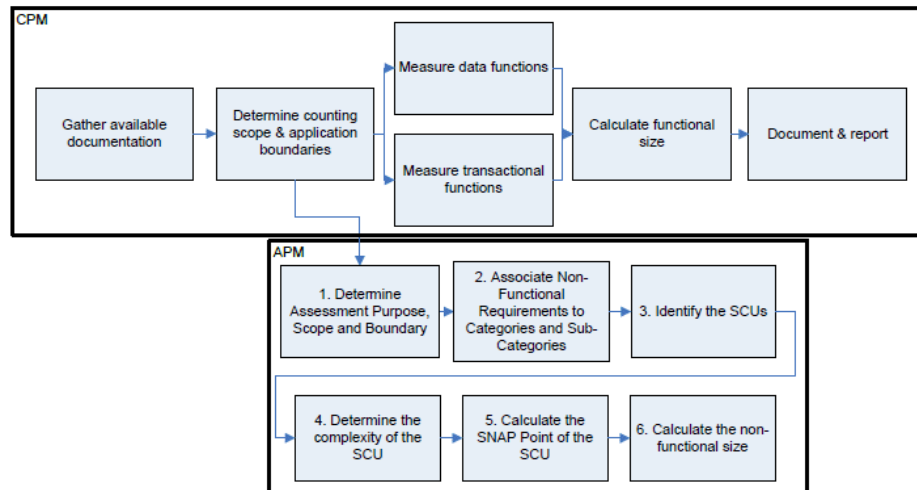 CPM
Gather available
documentation
Determine counting
scope & application
boundaries
Measure data functions
Measure transactional
functions
Calculate functional
size
Document & report
APM
1. Determine
Assessment Purpose,
Scope and Boundary
2. Associate Non-
Functional
Requirements to
Categories and Sub-
Categories
3. Identify the SCUs
4. Determine the
complexity of the
SCU
5. Calculate the
SNAP Point of the
SCU
6. Calculate the non-
functional size